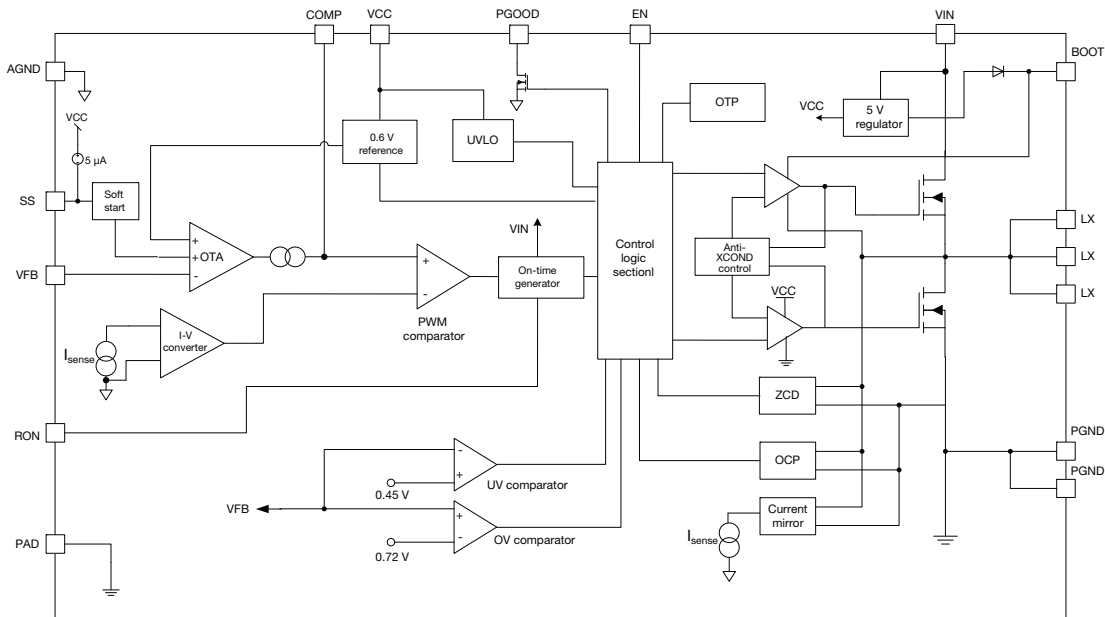 COMP
VCC
PGOOD
EN
VIN
BOOT
AGND
VCC
5 µA
0.6 V
reference
UVLO
OTP
VCC
5 V
regulator
SS
Soft
start
VFB
+
+OTA
-
VIN
+
-
On-time
generator
PWM
comparator
Control
logic
sectionl
Anti-
XCOND
control
VCC
LX
LX
LX
Isense
I-V
converter
RON
ZCD
OCP
PGND
PGND
-
+
0.45 V
UV comparator
VFB
+
-
0.72 V
OV comparator
Current
mirror
Isense
PAD